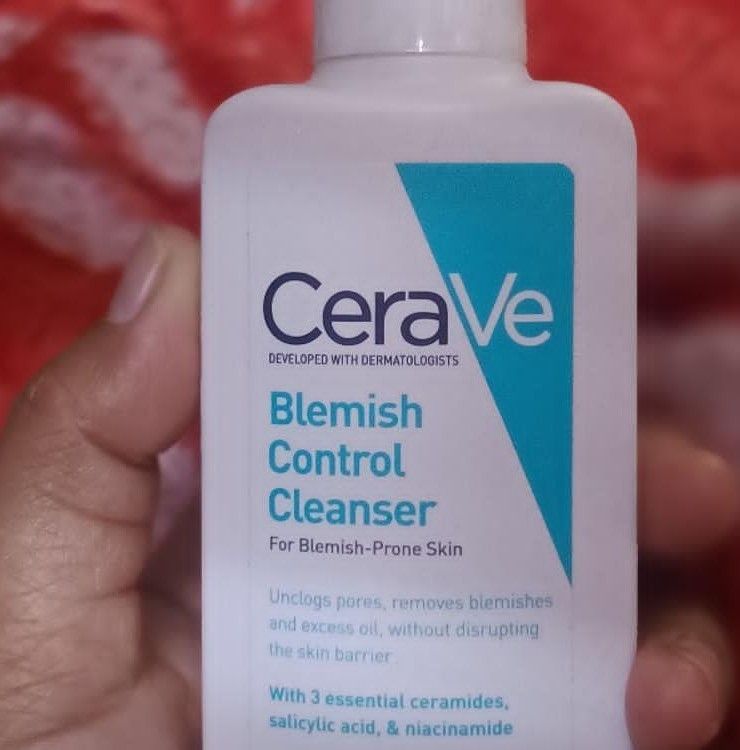 CeraVe
DEVELOPED WITH DERMATOLOGISTS
Blemish
Control
Cleanser
For Blemish-Prone Skin
Unclogs pores, removes blemishes
and excess oil, without disrupting
the skin barrier
With 3 essential ceramides,
salicylic acid, & niacinamide